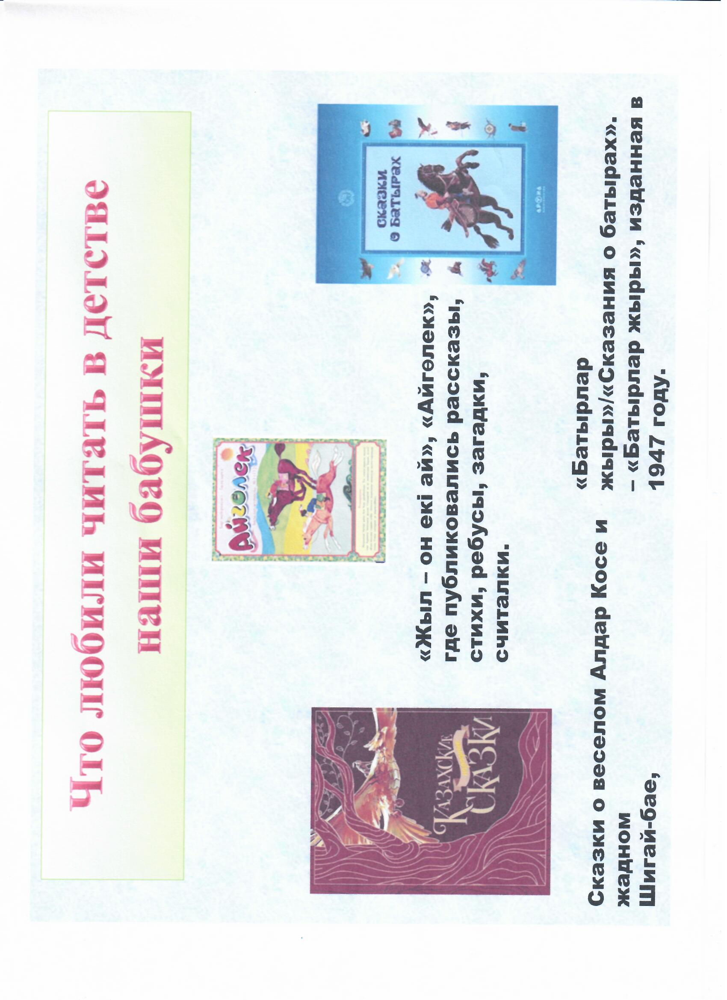 Что любили читать в детстве
наши бабушки
Казахские
Сказки
Айгөлек
Сказки
о батырах
АРУНА
«Жыл – он екі ай», «Айгөлек»,
где публиковались рассказы,
стихи, ребусы, загадки,
считалки.
Сказки о веселом Алдар Косе и
жадном
Шигай-бае,
«Батырлар
жыры»/«Сказания о батырах».
– «Батырлар жыры», изданная в
1947 году.